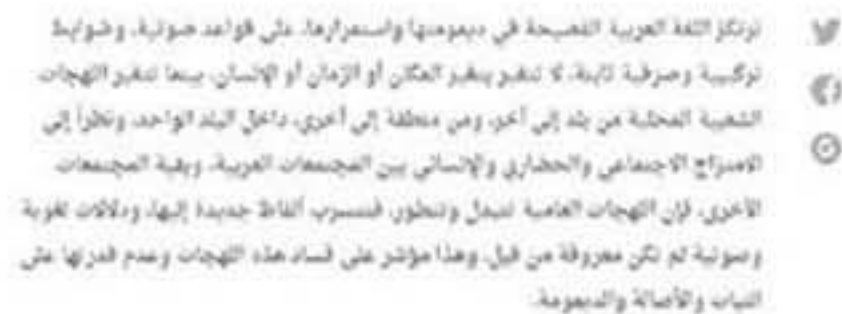 ترتكز اللغة العربية الفصيحة في ديمومتها واستمرارها، على قواعد صوتية، وضوابط
تركيبية وصرفية ثابتة، لا تتغير بتغير المكان أو الزمان أو الإنسان، بينما تتغير اللهجات
الشعبية المحلية من بلد إلى آخر، ومن منطقة إلى أخرى، داخل البلد الواحد، ونظراً إلى
الامتزاج الاجتماعي والحضاري والإنساني بين المجتمعات العربية، وبقية المجتمعات
الأخرى، فإن اللهجات العامية تتبدل وتتطور، فتتسرب ألفاظ جديدة إليها، ودلالات لغوية
وصوتية لم تكن معروفة من قبل، وهذا مؤشر على فساد هذه اللهجات وعدم قدرتها على
الثبات والأصالة والديمومة.